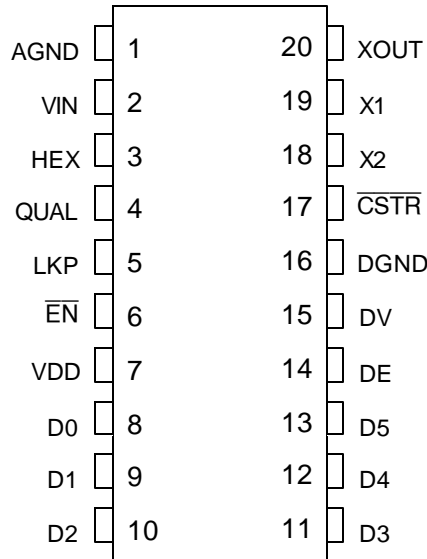 AGND 1 20 XOUT
VIN 2 19 X1
HEX 3 18 X2
QUAL 4 17 C̅S̅T̅R̅
LKP 5 16 DGND
E̅N̅ 6 15 DV
VDD 7 14 DE
D0 8 13 D5
D1 9 12 D4
D2 10 11 D3